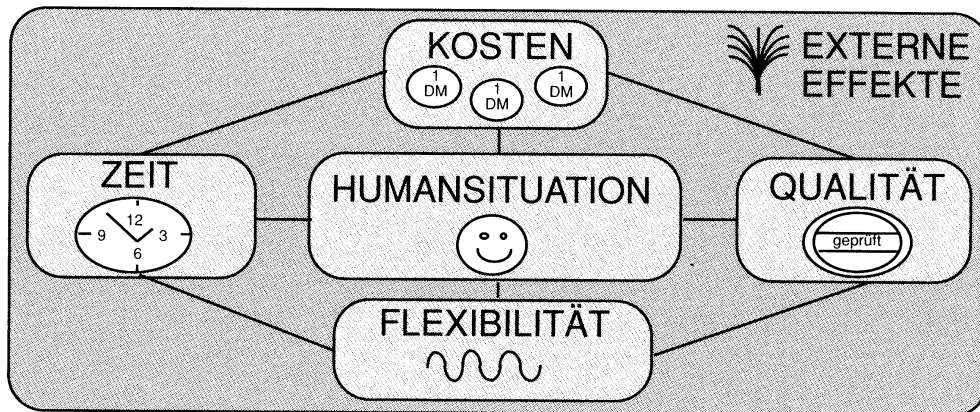 KOSTEN
1 DM
1 DM
1 DM
EXTERNE
EFFEKTE
ZEIT
12
9
3
6
HUMANSITUATION
QUALITÄT
geprüft
FLEXIBILITÄT